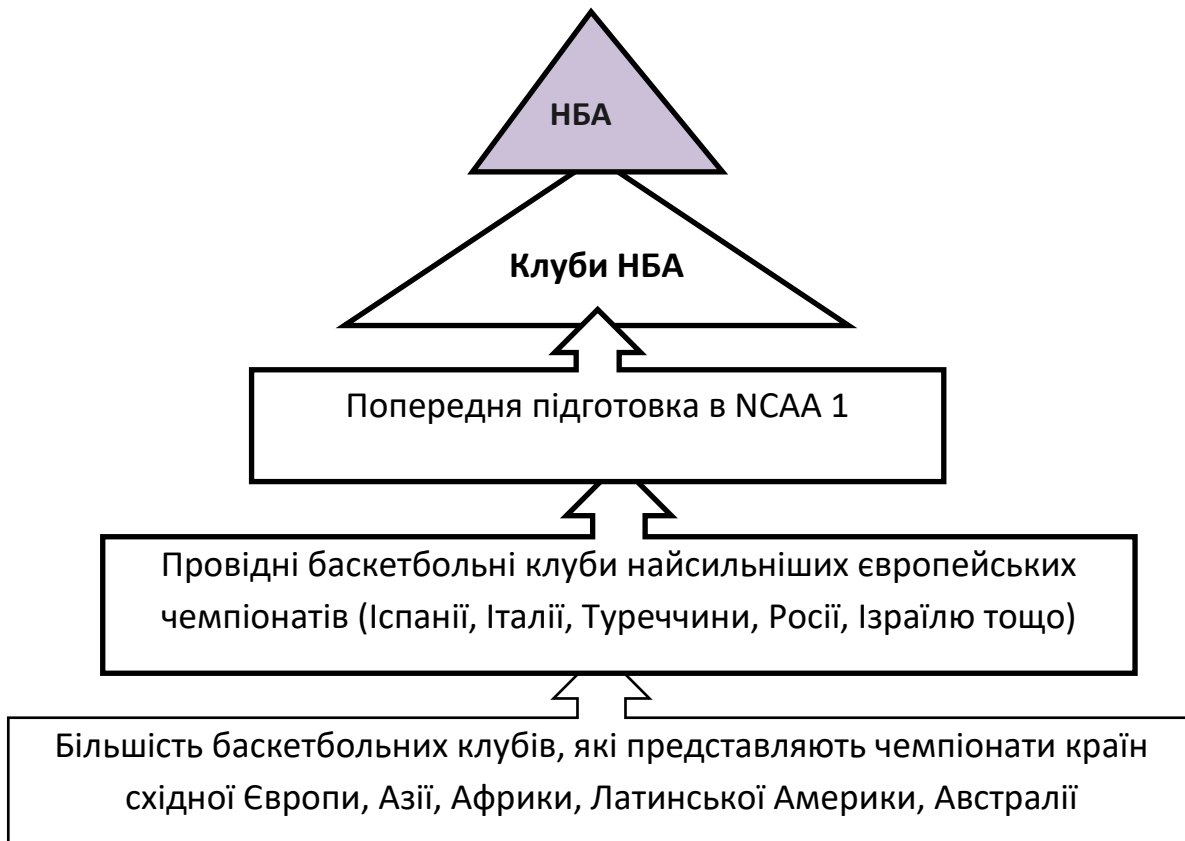 НБА
Клуби НБА
Попередня підготовка в NCAA 1
Провідні баскетбольні клуби найсильніших європейських
чемпіонатів (Іспанії, Італії, Туреччини, Росії, Ізраїлю тощо)
Більшість баскетбольних клубів, які представляють чемпіонати країн
східної Європи, Азії, Африки, Латинської Америки, Австралії